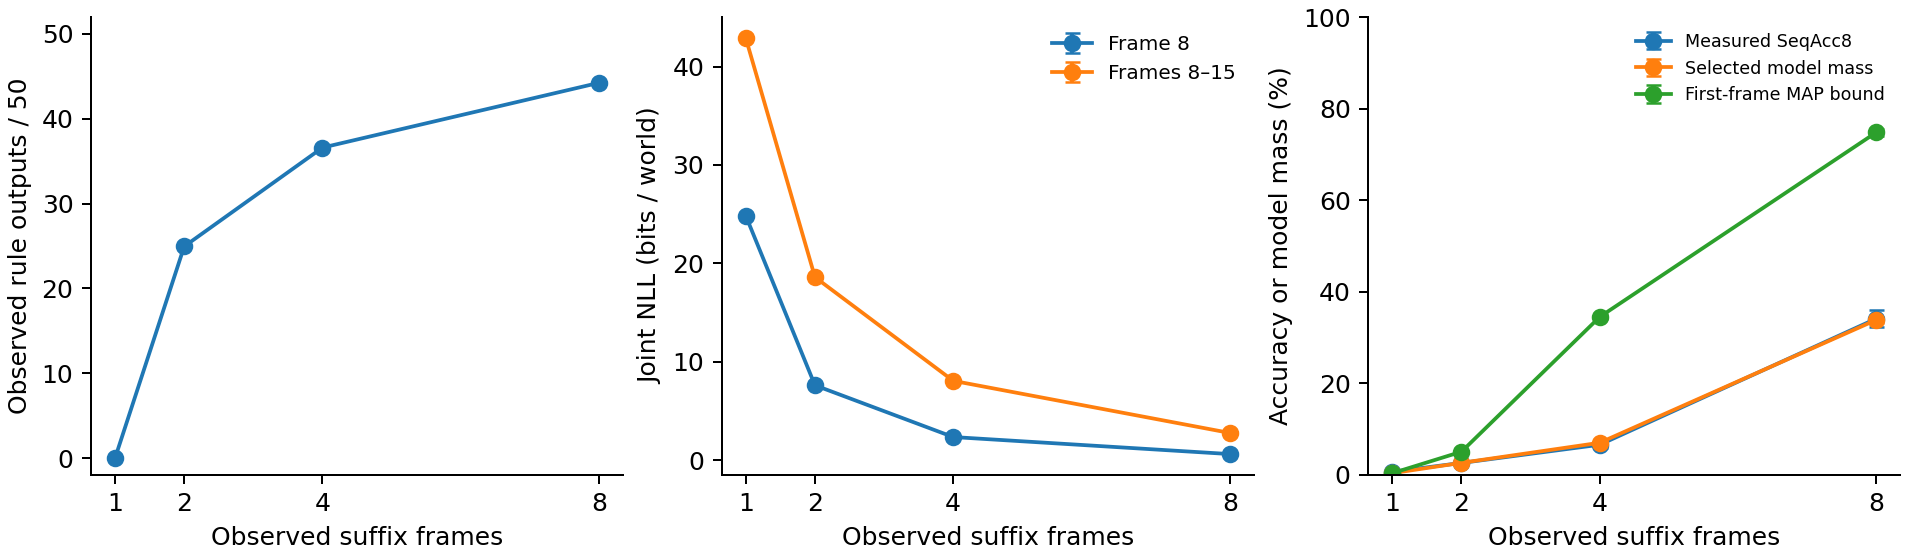 Observed rule outputs / 50
50
40
30
20
10
0
1 2 4 8
Observed suffix frames
Joint NLL (bits / world)
40
30
20
10
0
Frame 8
Frames 8–15
1 2 4 8
Observed suffix frames
Accuracy or model mass (%)
100
80
60
40
20
0
Measured SeqAcc8
Selected model mass
First-frame MAP bound
1 2 4 8
Observed suffix frames